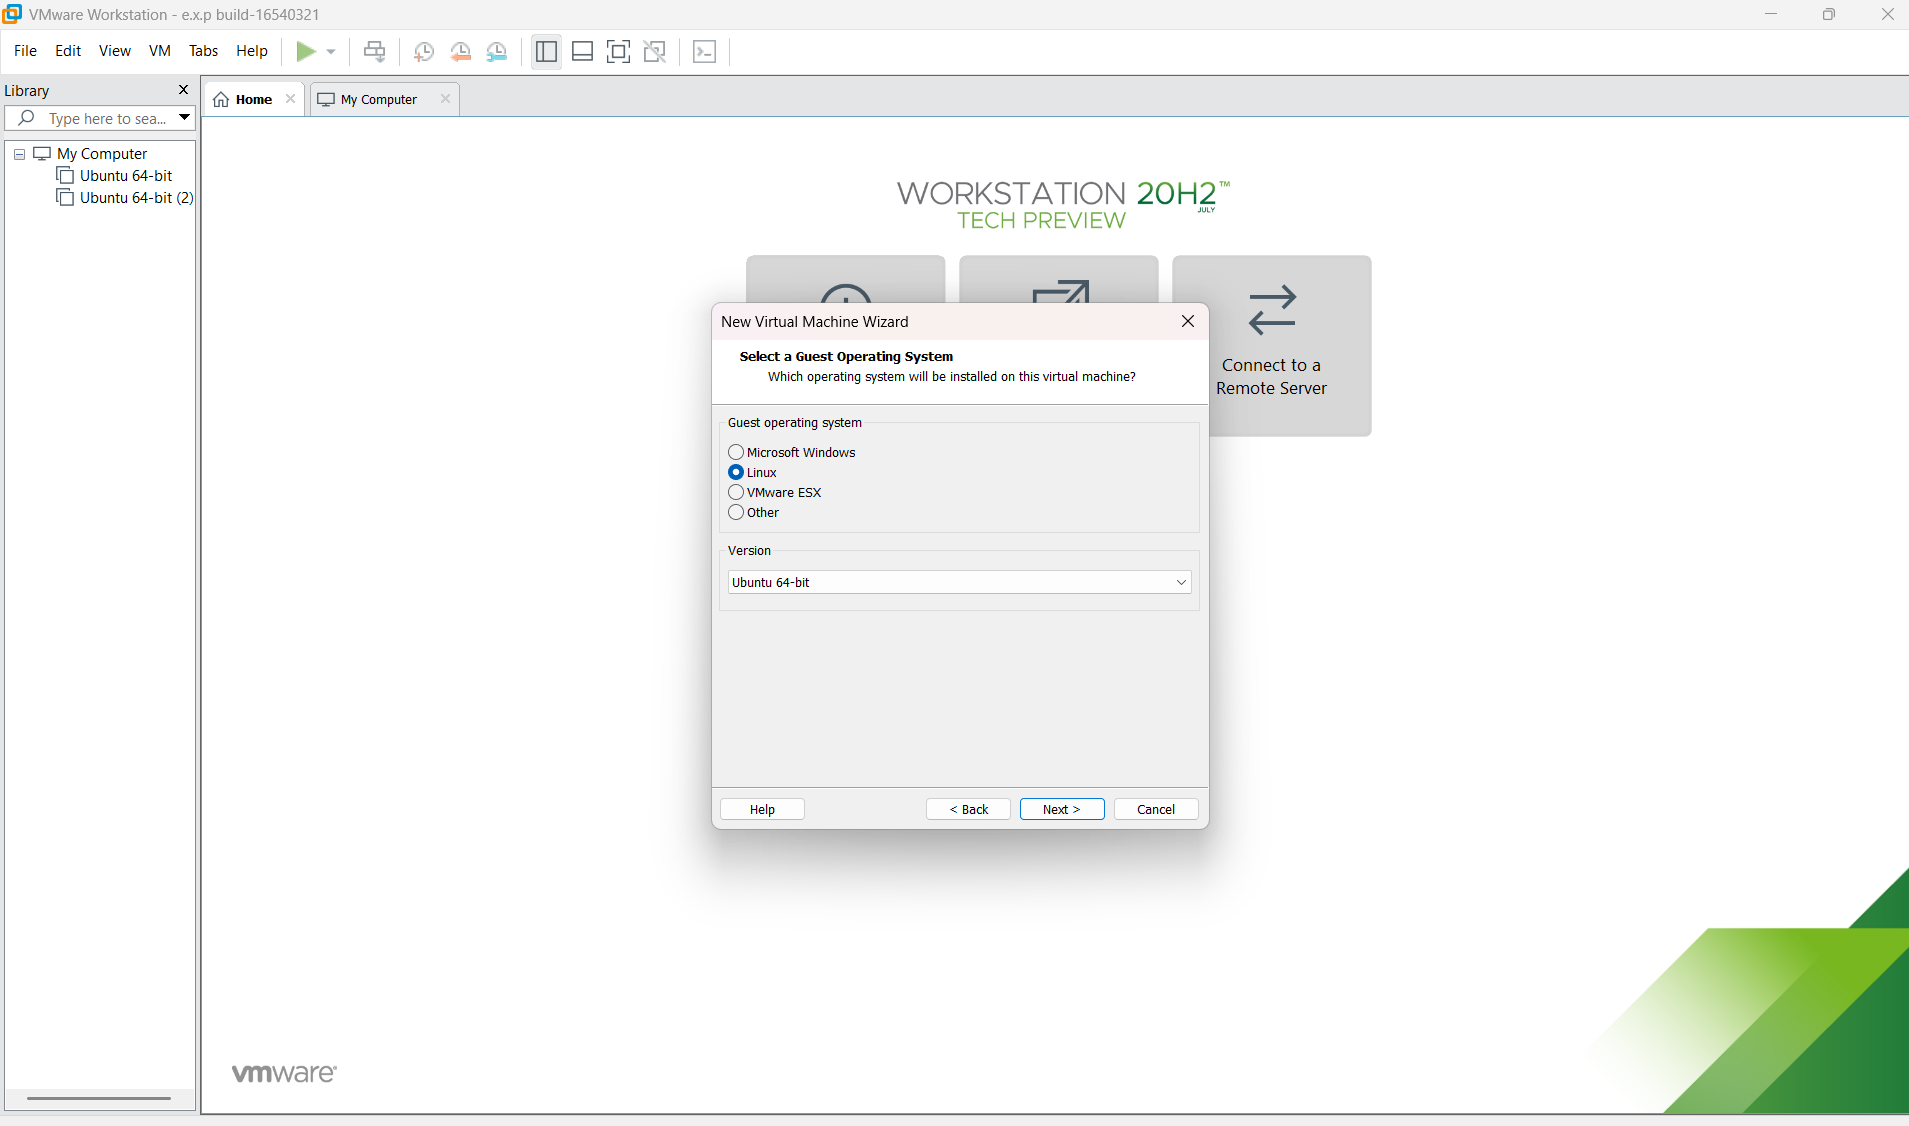 VMware Workstation - e.x.p build-16540321
File Edit View VM Tabs Help
Library
Type here to sea...
My Computer
Ubuntu 64-bit
Ubuntu 64-bit (2)
Home
My Computer
WORKSTATION 20H2™
JULY
TECH PREVIEW
Connect to a
Remote Server
New Virtual Machine Wizard
Select a Guest Operating System
Which operating system will be installed on this virtual machine?
Guest operating system
Microsoft Windows
Linux
VMware ESX
Other
Version
Ubuntu 64-bit
Help < Back Next > Cancel
vmware®